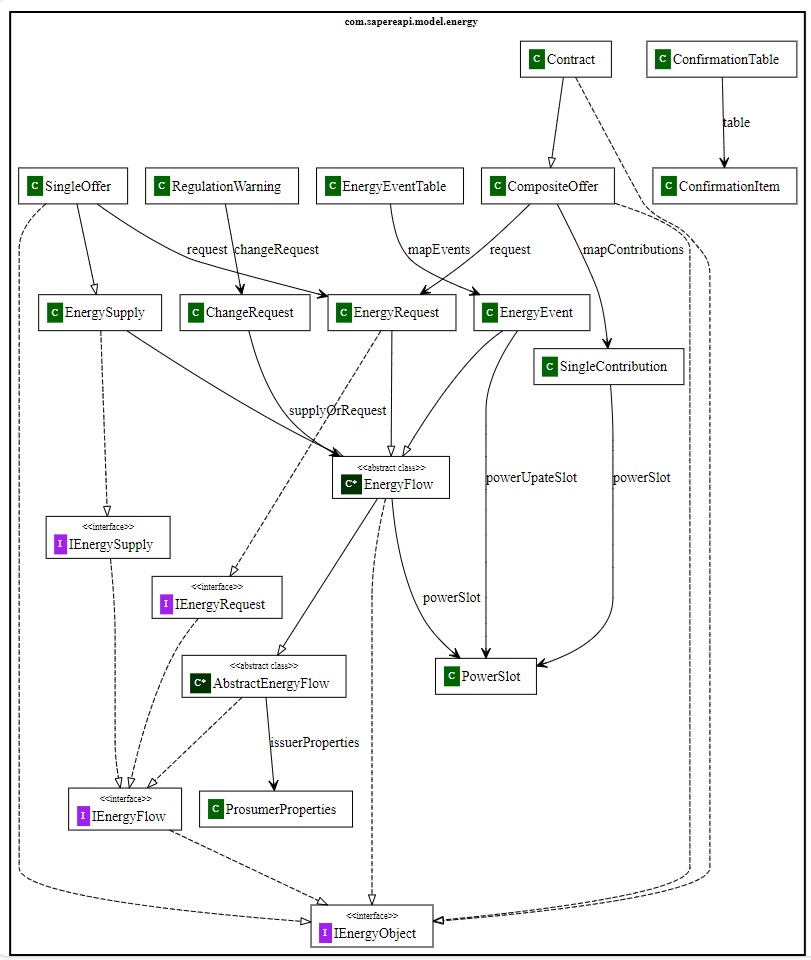 com.sapereapi.model.energy
C Contract
C ConfirmationTable
table
C SingleOffer
C RegulationWarning
C EnergyEventTable
C CompositeOffer
C ConfirmationItem
request
changeRequest
mapEvents
request
mapContributions
C EnergySupply
C ChangeRequest
C EnergyRequest
C EnergyEvent
C SingleContribution
supplyOrRequest
<<abstract class>>
C* EnergyFlow
powerUpateSlot
powerSlot
<<interface>>
I IEnergySupply
<<interface>>
I IEnergyRequest
powerSlot
<<abstract class>>
C* AbstractEnergyFlow
C PowerSlot
issuerProperties
<<interface>>
I IEnergyFlow
C ProsumerProperties
<<interface>>
I IEnergyObject